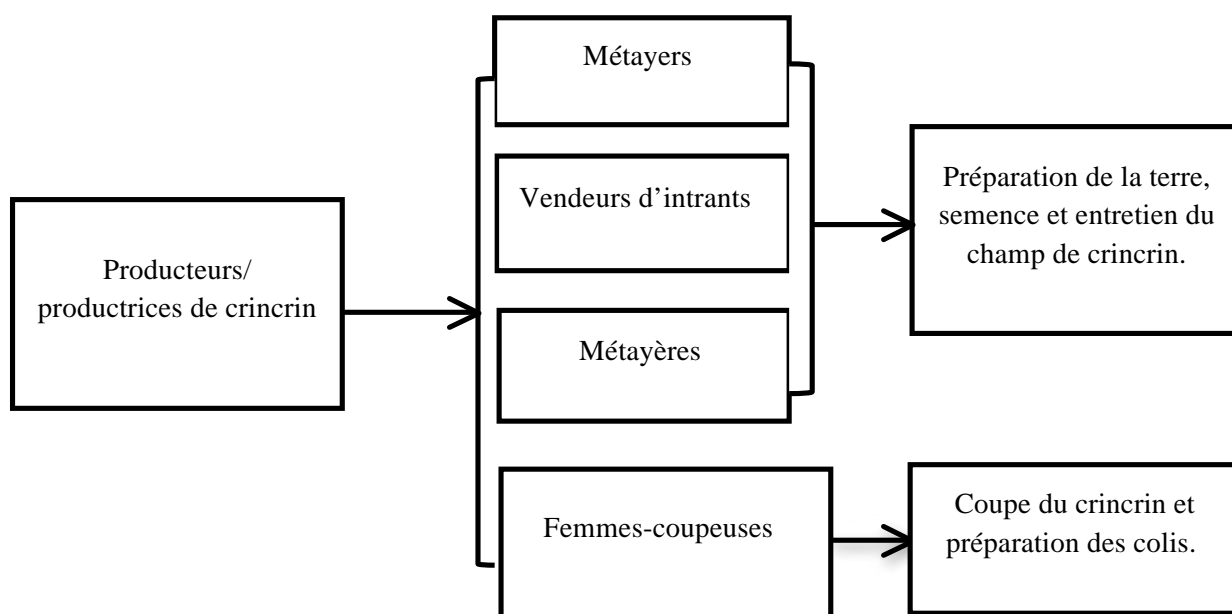 Métayers
Vendeurs d’intrants
Métayères
Femmes-coupeuses
Producteurs/
productrices de crincrin
Préparation de la terre,
semence et entretien du
champ de crincrin.
Coupe du crincrin et
préparation des colis.